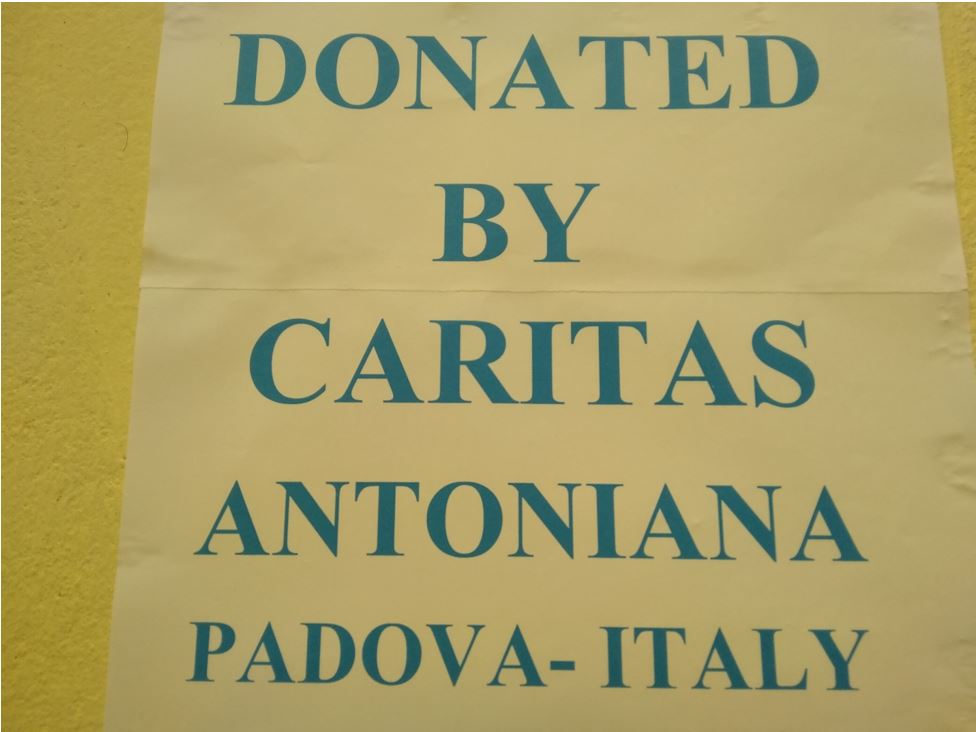 DONATED
BY
CARITAS
ANTONIANA
PADOVA- ITALY